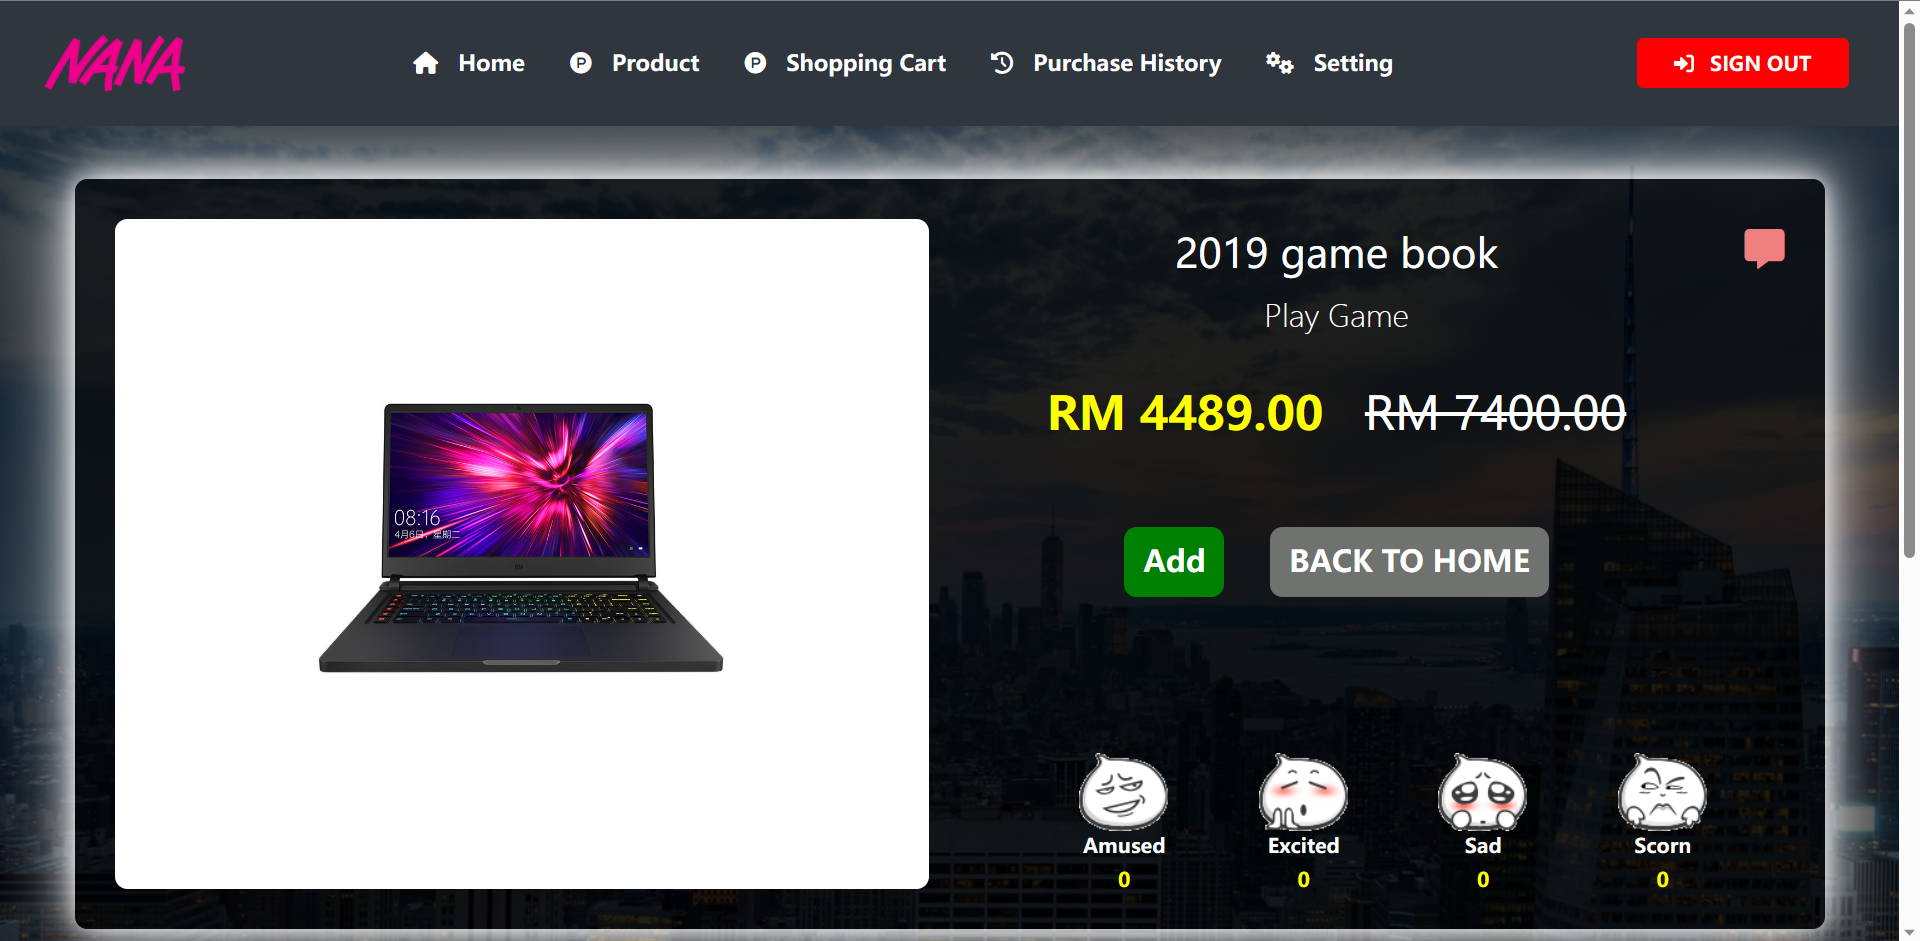 NANA
Home
Product
Shopping Cart
Purchase History
Setting
SIGN OUT
2019 game book
Play Game
RM 4489.00
RM 7400.00
Add
BACK TO HOME
08:16
4月6日, 星期二
Amused
Excited
Sad
Scorn
0
0
0
0